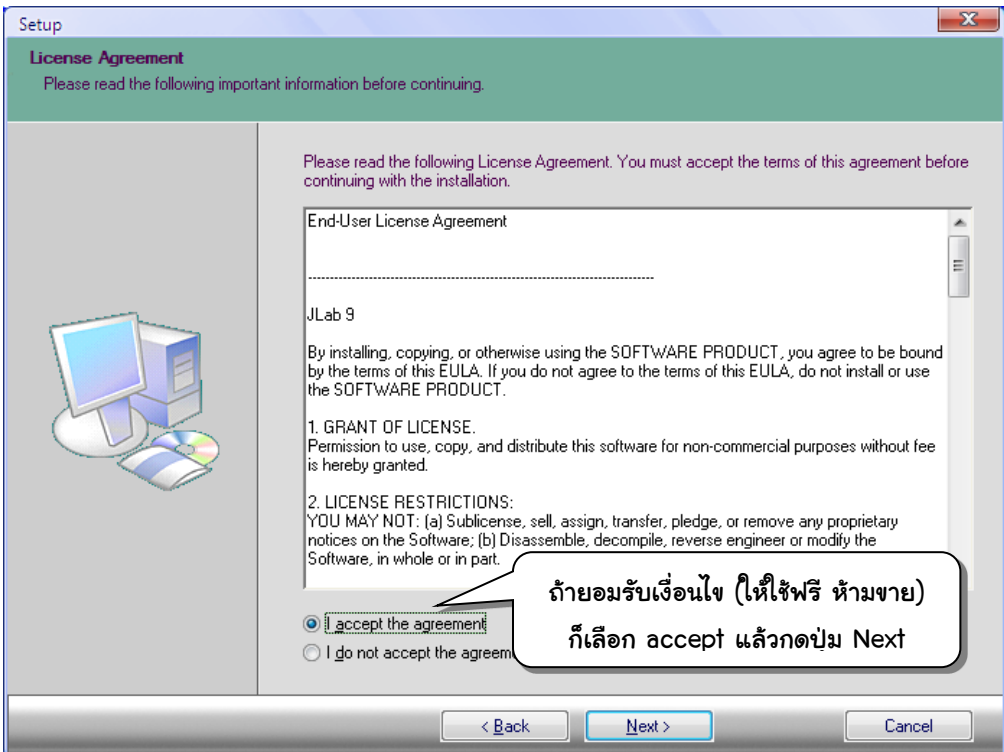 Setup
License Agreement
Please read the following important information before continuing.
Please read the following License Agreement. You must accept the terms of this agreement before
continuing with the installation.
End-User License Agreement
--------------------------------------------------------------------------------
JLab 9
By installing, copying, or otherwise using the SOFTWARE PRODUCT, you agree to be bound
by the terms of this EULA. If you do not agree to the terms of this EULA, do not install or use
the SOFTWARE PRODUCT.
1. GRANT OF LICENSE.
Permission to use, copy, and distribute this software for non-commercial purposes without fee
is hereby granted.
2. LICENSE RESTRICTIONS:
YOU MAY NOT: (a) Sublicense, sell, assign, transfer, pledge, or remove any proprietary
notices on the Software; (b) Disassemble, decompile, reverse engineer or modify the
Software, in whole or in part.
ถ้ายอมรับเงื่อนไข (ให้ใช้ฟรี ห้ามขาย)
ก็เลือก accept แล้วกดปุ่ม Next
I accept the agreement
I do not accept the agreem
< Back
Next >
Cancel